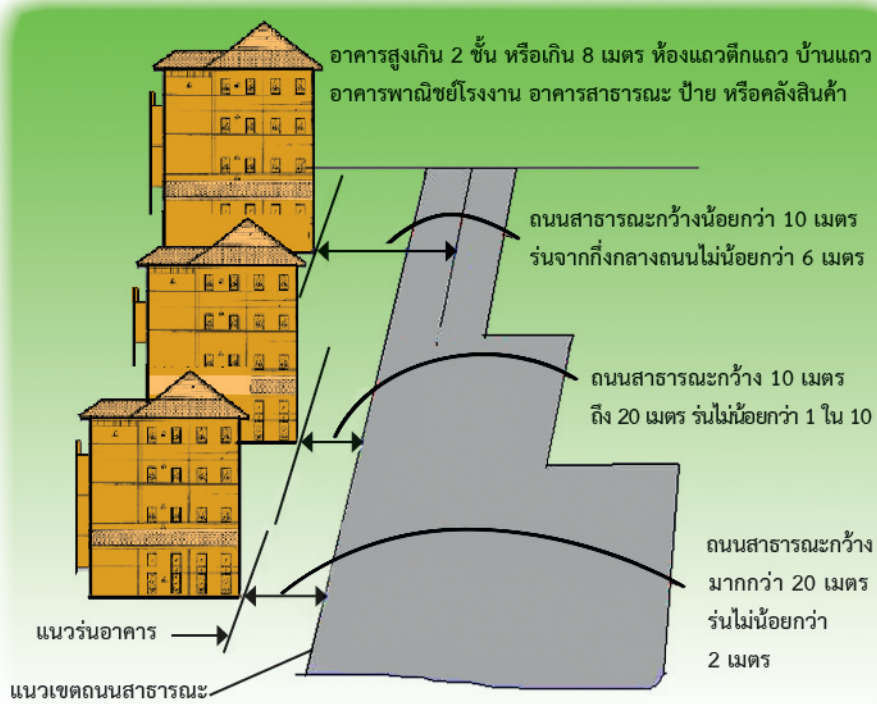 อาคารสูงเกิน 2 ชั้น หรือเกิน 8 เมตร ห้องแถวตึกแถว บ้านแถว
อาคารพาณิชย์โรงงาน อาคารสาธารณะ ป้าย หรือคลังสินค้า
ถนนสาธารณะกว้างน้อยกว่า 10 เมตร
ร่นจากกึ่งกลางถนนไม่น้อยกว่า 6 เมตร
ถนนสาธารณะกว้าง 10 เมตร
ถึง 20 เมตร ร่นไม่น้อยกว่า 1 ใน 10
ถนนสาธารณะกว้าง
มากกว่า 20 เมตร
ร่นไม่น้อยกว่า
2 เมตร
แนวร่นอาคาร
แนวเขตถนนสาธารณะ